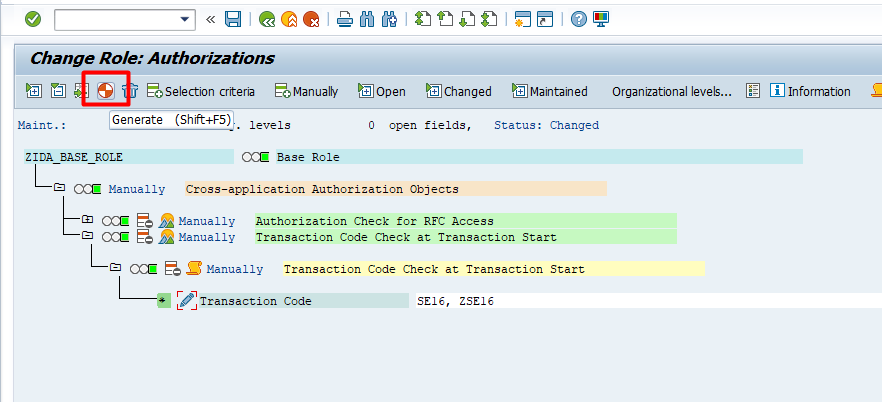 Change Role: Authorizations
Selection criteria Manually Open Changed Maintained Organizational levels... Information
Generate (Shift+F5)
Maint.: . levels 0 open fields, Status: Changed
ZIDA_BASE_ROLE Base Role
Manually Cross-application Authorization Objects
Manually Authorization Check for RFC Access
Manually Transaction Code Check at Transaction Start
Manually Transaction Code Check at Transaction Start
* Transaction Code SE16, ZSE16